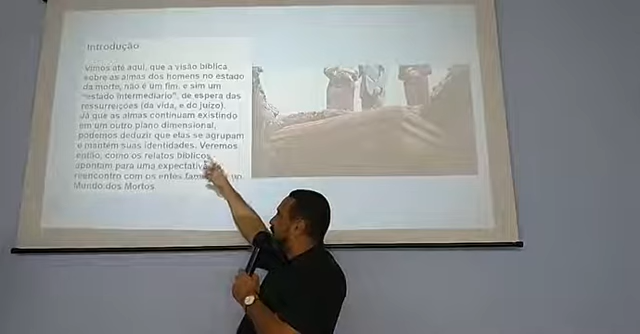 Introdução
Vimos até aqui, que a visão bíblica
sobre as almas dos homens no estado
da morte, não é um fim, e sim um
"estado intermediário", de espera das
ressurreições (da vida, e do juízo).
Já que as almas continuam existindo
em um outro plano dimensional,
podemos deduzir que elas se agrupam
e mantém suas identidades. Veremos
então, como os relatos bíblicos
apontam para uma expectativa
reencontro com os entes no
Mundo dos Mortos